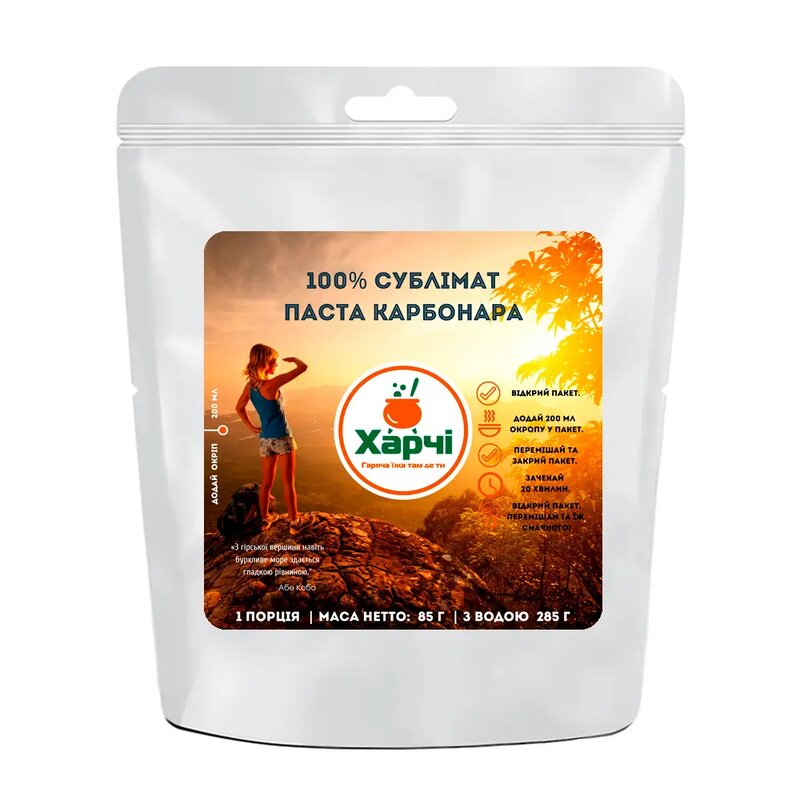 100% СУБЛІМАТ
ПАСТА КАРБОНАРА
ДОДАЙ ОКРІП 200 МЛ
Харчі
Гаряча їжа там де ти
ВІДКРИЙ ПАКЕТ.
ДОДАЙ 200 МЛ
ОКРОПУ У ПАКЕТ.
ПЕРЕМІШАЙ ТА
ЗАКРИЙ ПАКЕТ.
ЗАЧЕКАЙ
20 ХВИЛИН.
ВІДКРИЙ ПАКЕТ,
ПЕРЕМІШАЙ ТА ЇЖ.
СМАЧНОГО!
«З гірської вершини навіть
бурхливе море здається
гладкою рівниною.”
Абе Кобо
1 ПОРЦІЯ | МАСА НЕТТО: 85 Г | З ВОДОЮ 285 Г